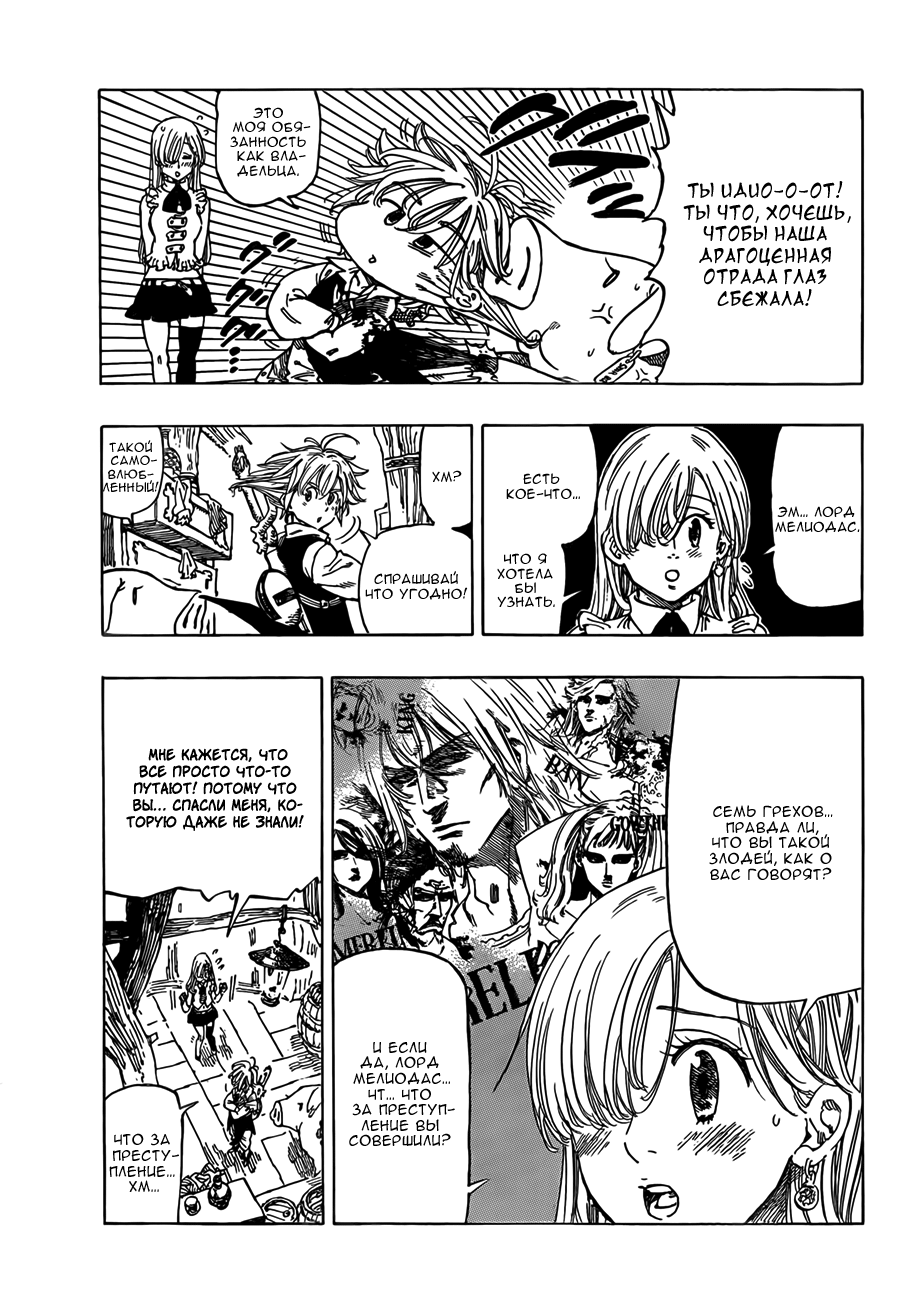 ТЫ ИДИО-О-ОТ!
ТЫ ЧТО, ХОЧЕШЬ,
ЧТОБЫ НАША
ДРАГОЦЕННАЯ
ОТРАДА ГЛАЗ
СБЕЖАЛА!
ЭТО
МОЯ ОБЯ-
ЗАННОСТЬ
КАК ВЛА-
ДЕЛЬЦА.
ЭМ... ЛОРД
МЕЛИОДАС.
ЕСТЬ
КОЕ-ЧТО...
ЧТО Я
ХОТЕЛА
БЫ
УЗНАТЬ.
ХМ?
СПРАШИВАЙ
ЧТО УГОДНО!
ТАКОЙ
САМО-
ВЛЮБ-
ЛЕННЫЙ!
СЕМЬ ГРЕХОВ...
ПРАВДА ЛИ,
ЧТО ВЫ ТАКОЙ
ЗЛОДЕЙ, КАК О
ВАС ГОВОРЯТ?
KING
MERLI
И ЕСЛИ
ДА, ЛОРД
МЕЛИОДАС...
ЧТ... ЧТО
ЗА ПРЕСТУП-
ЛЕНИЕ ВЫ
СОВЕРШИЛИ?
МНЕ КАЖЕТСЯ, ЧТО
ВСЕ ПРОСТО ЧТО-ТО
ПУТАЮТ! ПОТОМУ ЧТО
ВЫ... СПАСЛИ МЕНЯ, КО-
ТОРУЮ ДАЖЕ НЕ ЗНАЛИ!
ЧТО ЗА
ПРЕСТУ-
ПЛЕНИЕ...
ХМ...